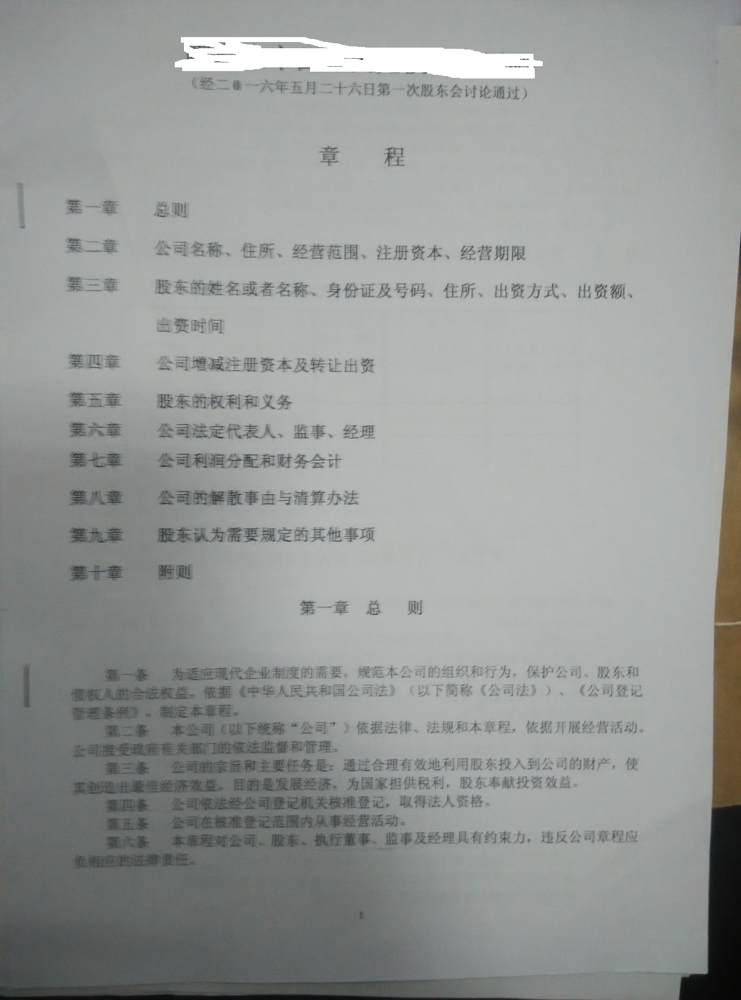 （经二0一六年五月二十六日第一次股东会讨论通过）
章 程
第一章 总则
第二章 公司名称、住所、经营范围、注册资本、经营期限
第三章 股东的姓名或者名称、身份证及号码、住所、出资方式、出资额、
出资时间
第四章 公司增减注册资本及转让出资
第五章 股东的权利和义务
第六章 公司法定代表人、监事、经理
第七章 公司利润分配和财务会计
第八章 公司的解散事由与清算办法
第九章 股东认为需要规定的其他事项
第十章 附则
第一章 总 则
第一条 为适应现代企业制度的需要，规范本公司的组织和行为，保护公司、股东和
债权人的合法权益，依据《中华人民共和国公司法》（以下简称《公司法》）、《公司登记
管理条例》。制定本章程。
第二条 本公司（以下统称“公司”）依据法律、法规和本章程，依据开展经营活动。
公司接受政府有关部门的依法监督和管理。
第三条 公司的宗旨和主要任务是：通过合理有效地利用股东投入到公司的财产，使
其创造出最佳经济效益，目的是发展经济，为国家担供税利，股东奉献投资效益。
第四条 公司依法经公司登记机关核准登记，取得法人资格。
第五条 公司在核准登记范围内从事经营活动。
第六条 本章程对公司、股东、执行董事、监事及经理具有约束力，违反公司章程应
负相应的法律责任。
1